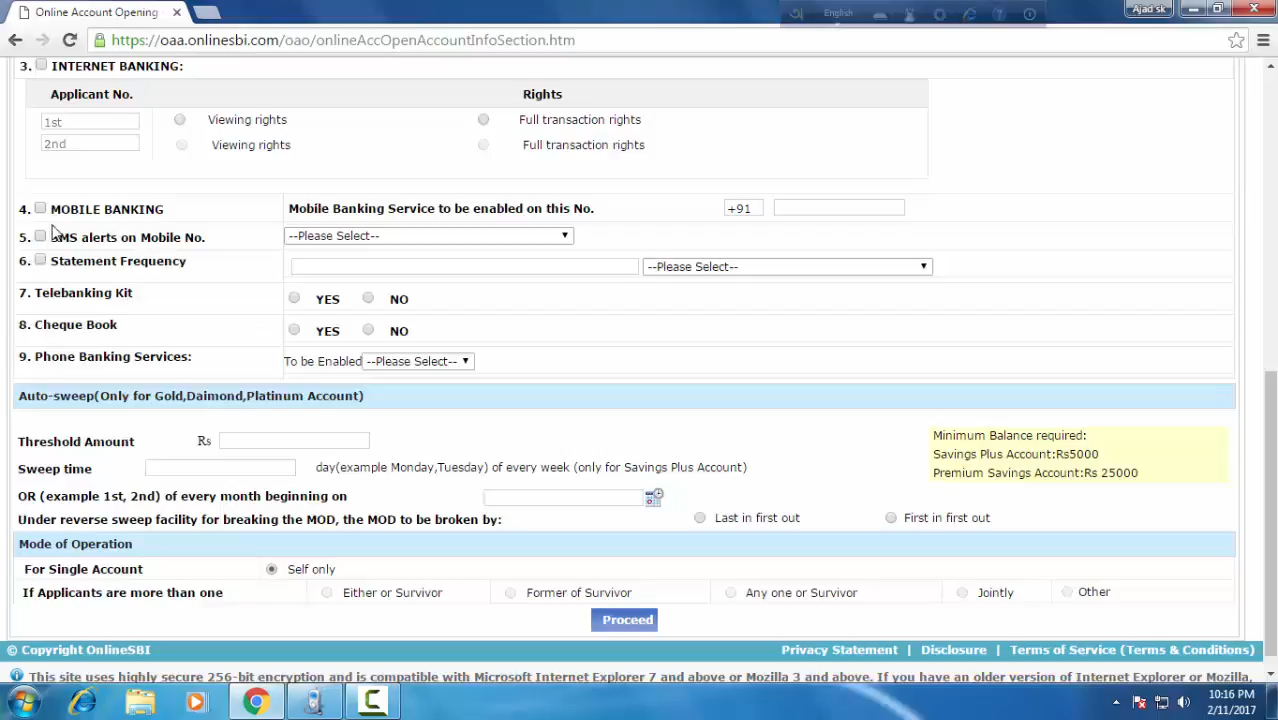 Online Account Opening
English
Ajad sk
https://oaa.onlinesbi.com/oao/onlineAccOpenAccountInfoSection.htm
3. INTERNET BANKING:
Applicant No. Rights
1st Viewing rights Full transaction rights
2nd Viewing rights Full transaction rights
4. MOBILE BANKING Mobile Banking Service to be enabled on this No. +91
5. SMS alerts on Mobile No. --Please Select--
6. Statement Frequency --Please Select--
7. Telebanking Kit YES NO
8. Cheque Book YES NO
9. Phone Banking Services: To be Enabled --Please Select--
Auto-sweep(Only for Gold,Daimond,Platinum Account)
Minimum Balance required:
Threshold Amount Rs
Savings Plus Account:Rs5000
Sweep time day(example Monday,Tuesday) of every week (only for Savings Plus Account)
Premium Savings Account:Rs 25000
OR (example 1st, 2nd) of every month beginning on
Under reverse sweep facility for breaking the MOD, the MOD to be broken by: Last in first out First in first out
Mode of Operation
For Single Account Self only
If Applicants are more than one Either or Survivor Former of Survivor Any one or Survivor Jointly Other
Proceed
© Copyright OnlineSBI Privacy Statement | Disclosure | Terms of Service (Terms & Conditions)
This site uses highly secure 256-bit encryption and is compatible with Microsoft Internet Explorer 7 and above or Mozilla 3 and above. If you have an older version of Internet Explorer or Mozilla,
10:16 PM
2/11/2017